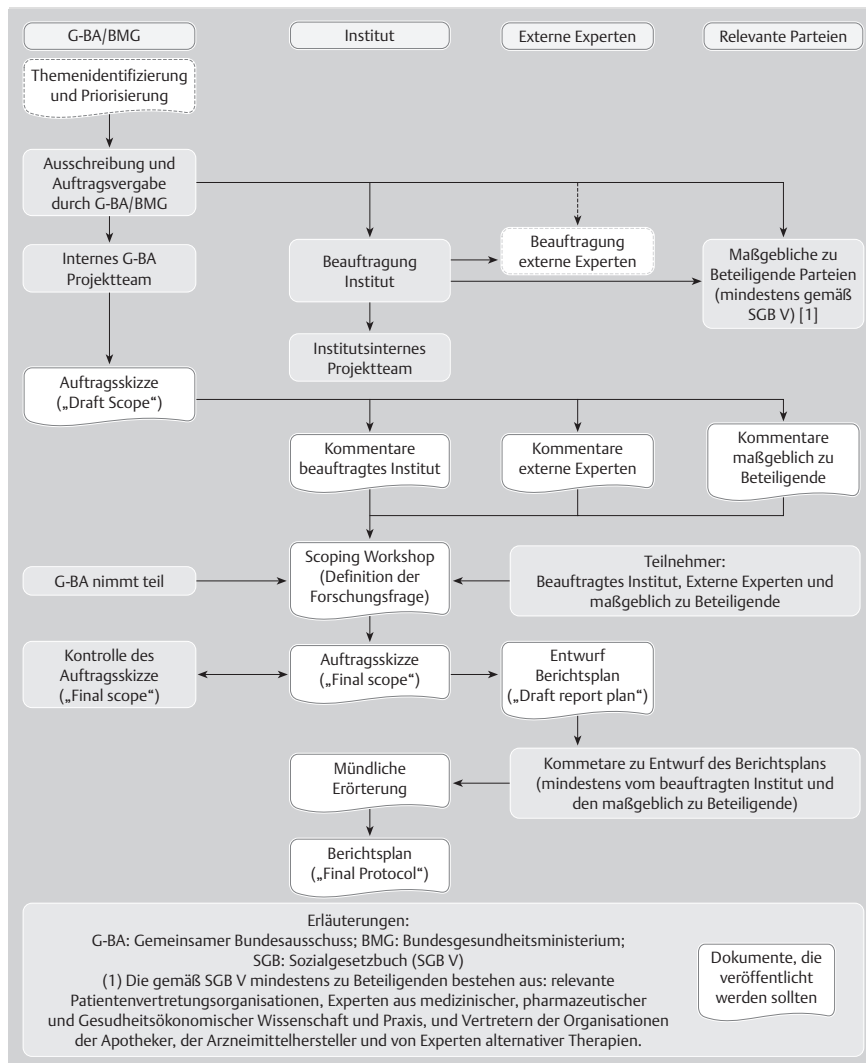 G-BA/BMG
Institut
Externe Experten
Relevante Parteien
Themenidentifizierung
und Priorisierung
Ausschreibung und
Auftragsvergabe
durch G-BA/BMG
Internes G-BA
Projektteam
Beauftragung
Institut
Beauftragung
externe Experten
Maßgebliche zu
Beteiligende Parteien
(mindestens gemäß
SGB V) [1]
Institutsinternes
Projektteam
Auftragsskizze
(„Draft Scope“)
Kommentare
beauftragtes Institut
Kommentare
externe Experten
Kommentare
maßgeblich zu
Beteiligende
G-BA nimmt teil
Scoping Workshop
(Definition der
Forschungsfrage)
Teilnehmer:
Beauftragtes Institut, Externe Experten und
maßgeblich zu Beteiligende
Kontrolle des
Auftragsskizze
(„Final scope“)
Auftragsskizze
(„Final scope“)
Entwurf
Berichtsplan
(„Draft report plan“)
Mündliche
Erörterung
Kommetare zu Entwurf des Berichtsplans
(mindestens vom beauftragten Institut und
den maßgeblich zu Beteiligende)
Berichtsplan
(„Final Protocol“)
Erläuterungen:
G-BA: Gemeinsamer Bundesausschuss; BMG: Bundesgesundheitsministerium;
SGB: Sozialgesetzbuch (SGB V)
(1) Die gemäß SGB V mindestens zu Beteiligenden bestehen aus: relevante
Patientenvertretungsorganisationen, Experten aus medizinischer, pharmazeutischer
und Gesudheitsökonomischer Wissenschaft und Praxis, und Vertretern der Organisationen
der Apotheker, der Arzneimittelhersteller und von Experten alternativer Therapien.
Dokumente, die
veröffentlicht
werden sollten